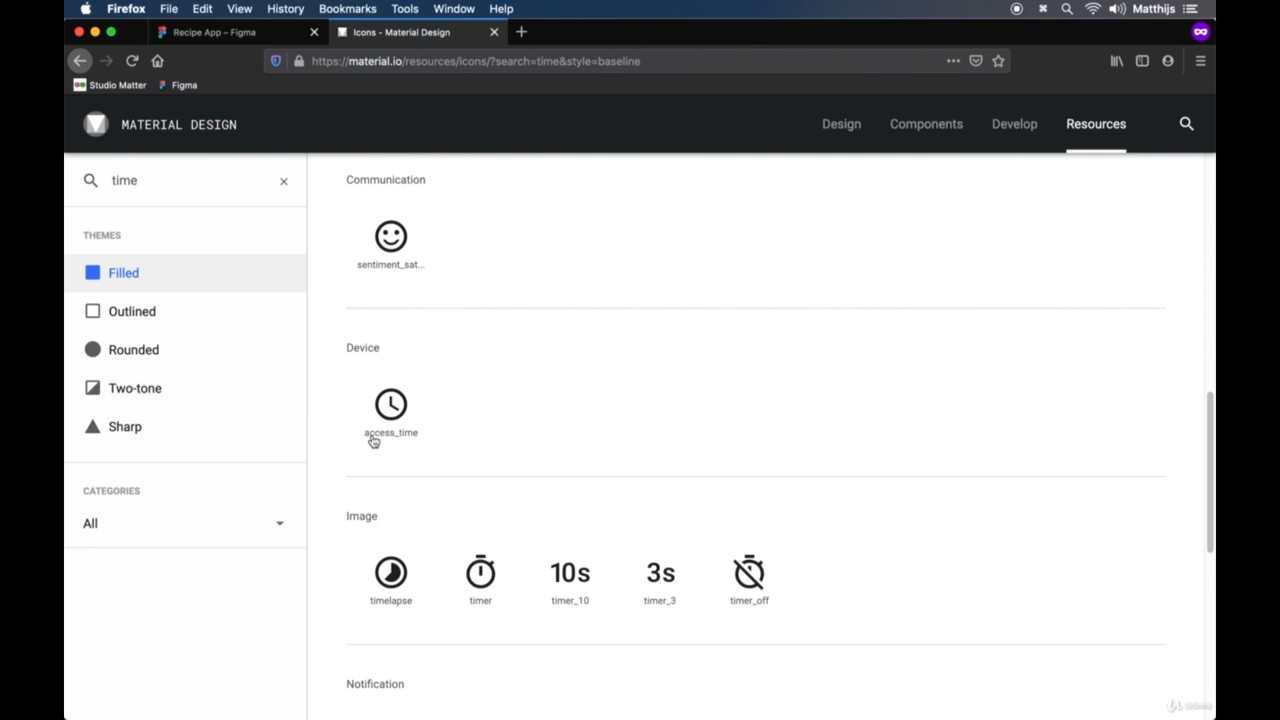 Firefox File Edit View History Bookmarks Tools Window Help Matthijs
Recipe App – Figma
Icons - Material Design
https://material.io/resources/icons/?search=time&style=baseline
Studio Matter Figma
MATERIAL DESIGN
Design Components Develop Resources
time
THEMES
Filled
Outlined
Rounded
Two-tone
Sharp
CATEGORIES
All
Communication
sentiment_sat...
Device
access_time
Image
10s 3s
timelapse timer timer_10 timer_3 timer_off
Notification
Udemy